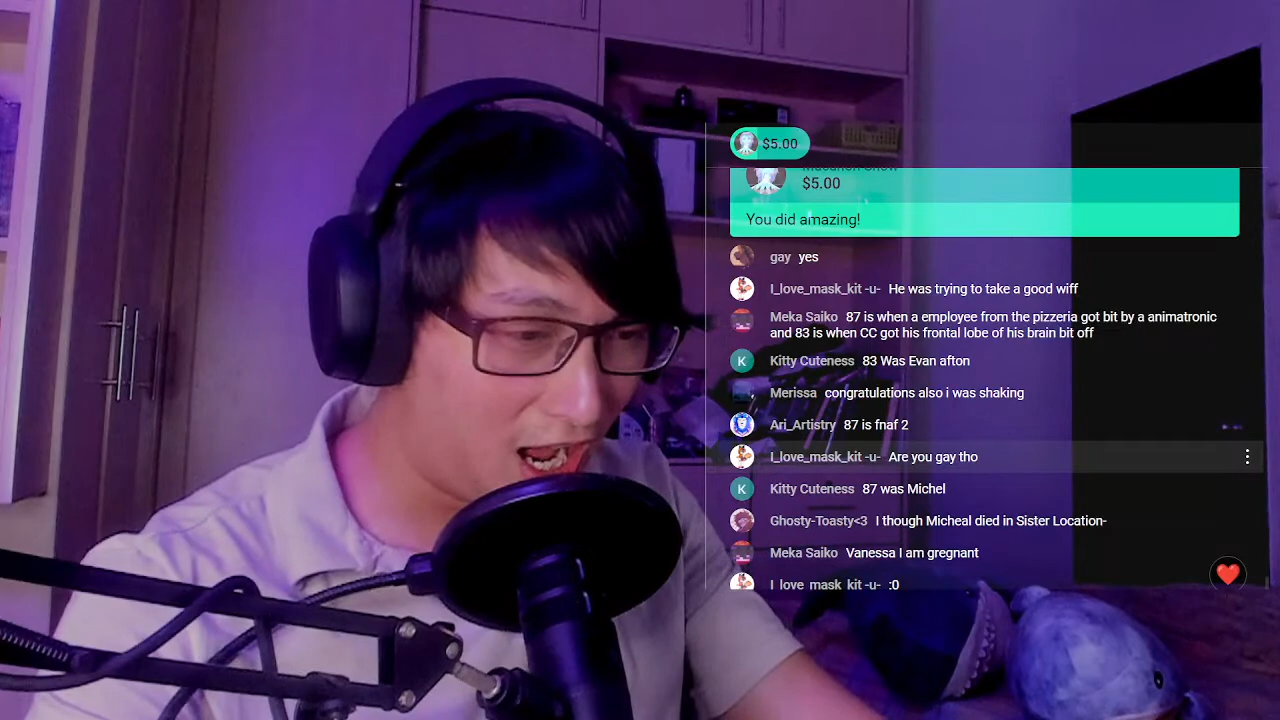 $5.00
$5.00
You did amazing!
gay yes
I_love_mask_kit -u- He was trying to take a good wiff
Meka Saiko 87 is when a employee from the pizzeria got bit by a animatronic
and 83 is when CC got his frontal lobe of his brain bit off
K Kitty Cuteness 83 Was Evan afton
Merissa congratulations also i was shaking
Ari_Artistry 87 is fnaf 2
I_love_mask_kit -u- Are you gay tho
K Kitty Cuteness 87 was Michel
Ghosty-Toasty<3 I though Micheal died in Sister Location-
Meka Saiko Vanessa I am gregnant
I love mask kit -u- :0